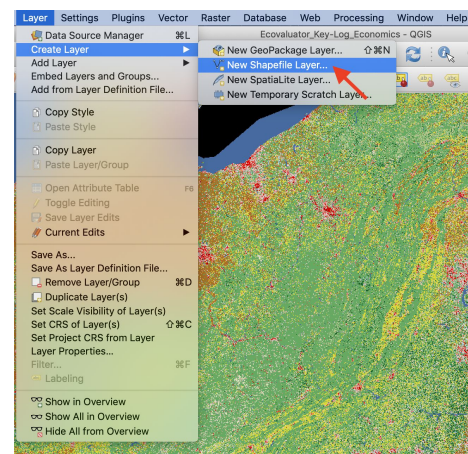 Layer Settings Plugins Vector Raster Database Web Processing Window Help
Ecovaluator_Key-Log_Economics - QGIS
Data Source Manager ⌘L
Create Layer ▶
Add Layer ▶
Embed Layers and Groups...
Add from Layer Definition File...
Copy Style
Paste Style
Copy Layer
Paste Layer/Group
Open Attribute Table F6
Toggle Editing
Save Layer Edits
Current Edits ▶
Save As...
Save As Layer Definition File...
Remove Layer/Group ⌘D
Duplicate Layer(s)
Set Scale Visibility of Layer(s)
Set CRS of Layer(s) ⇧⌘C
Set Project CRS from Layer
Layer Properties...
Filter... ⌘F
Labeling
Show in Overview
Show All in Overview
Hide All from Overview
New GeoPackage Layer... ⇧⌘N
New Shapefile Layer...
New SpatiaLite Layer...
New Temporary Scratch Layer...